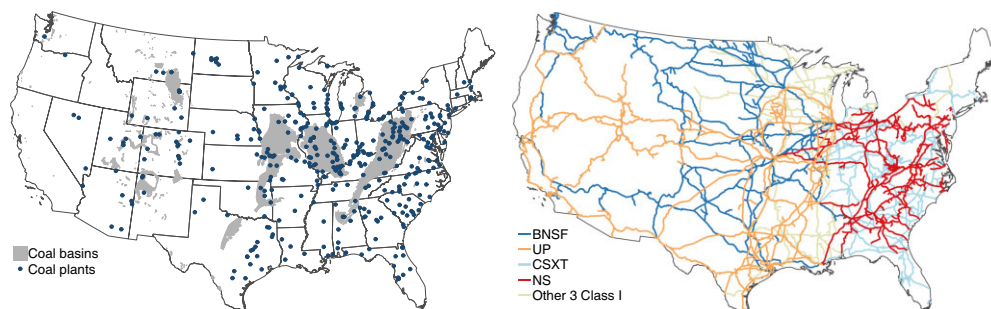 Coal basins
Coal plants
BNSF
UP
CSXT
NS
Other 3 Class I